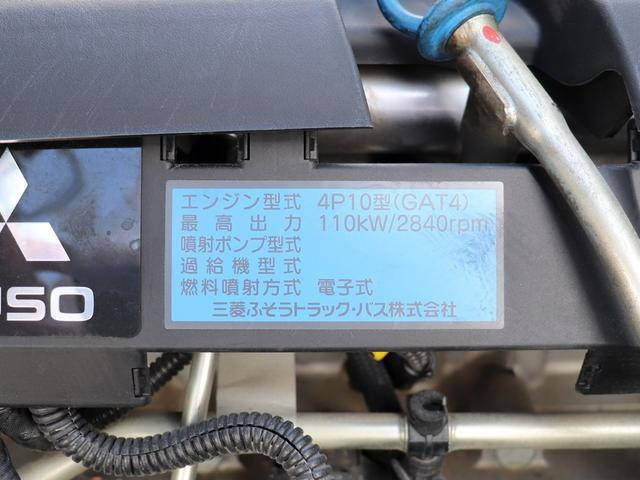 エンジン型式 4P10型(GAT4)
最高出力 110kW/2840rpm
噴射ポンプ型式
過給機型式
燃料噴射方式 電子式
三菱ふそうトラック・バス株式会社
USO